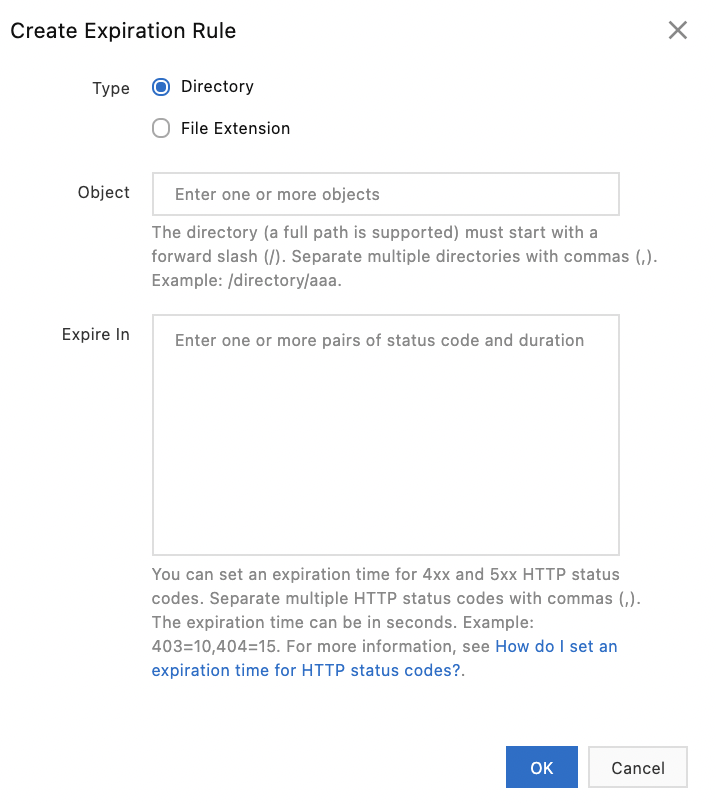 Create Expiration Rule
Type
Directory
File Extension
Object
Enter one or more objects
The directory (a full path is supported) must start with a
forward slash (/). Separate multiple directories with commas (,).
Example: /directory/aaa.
Expire In
Enter one or more pairs of status code and duration
You can set an expiration time for 4xx and 5xx HTTP status
codes. Separate multiple HTTP status codes with commas (,).
The expiration time can be in seconds. Example:
403=10,404=15. For more information, see How do I set an
expiration time for HTTP status codes?.
OK
Cancel